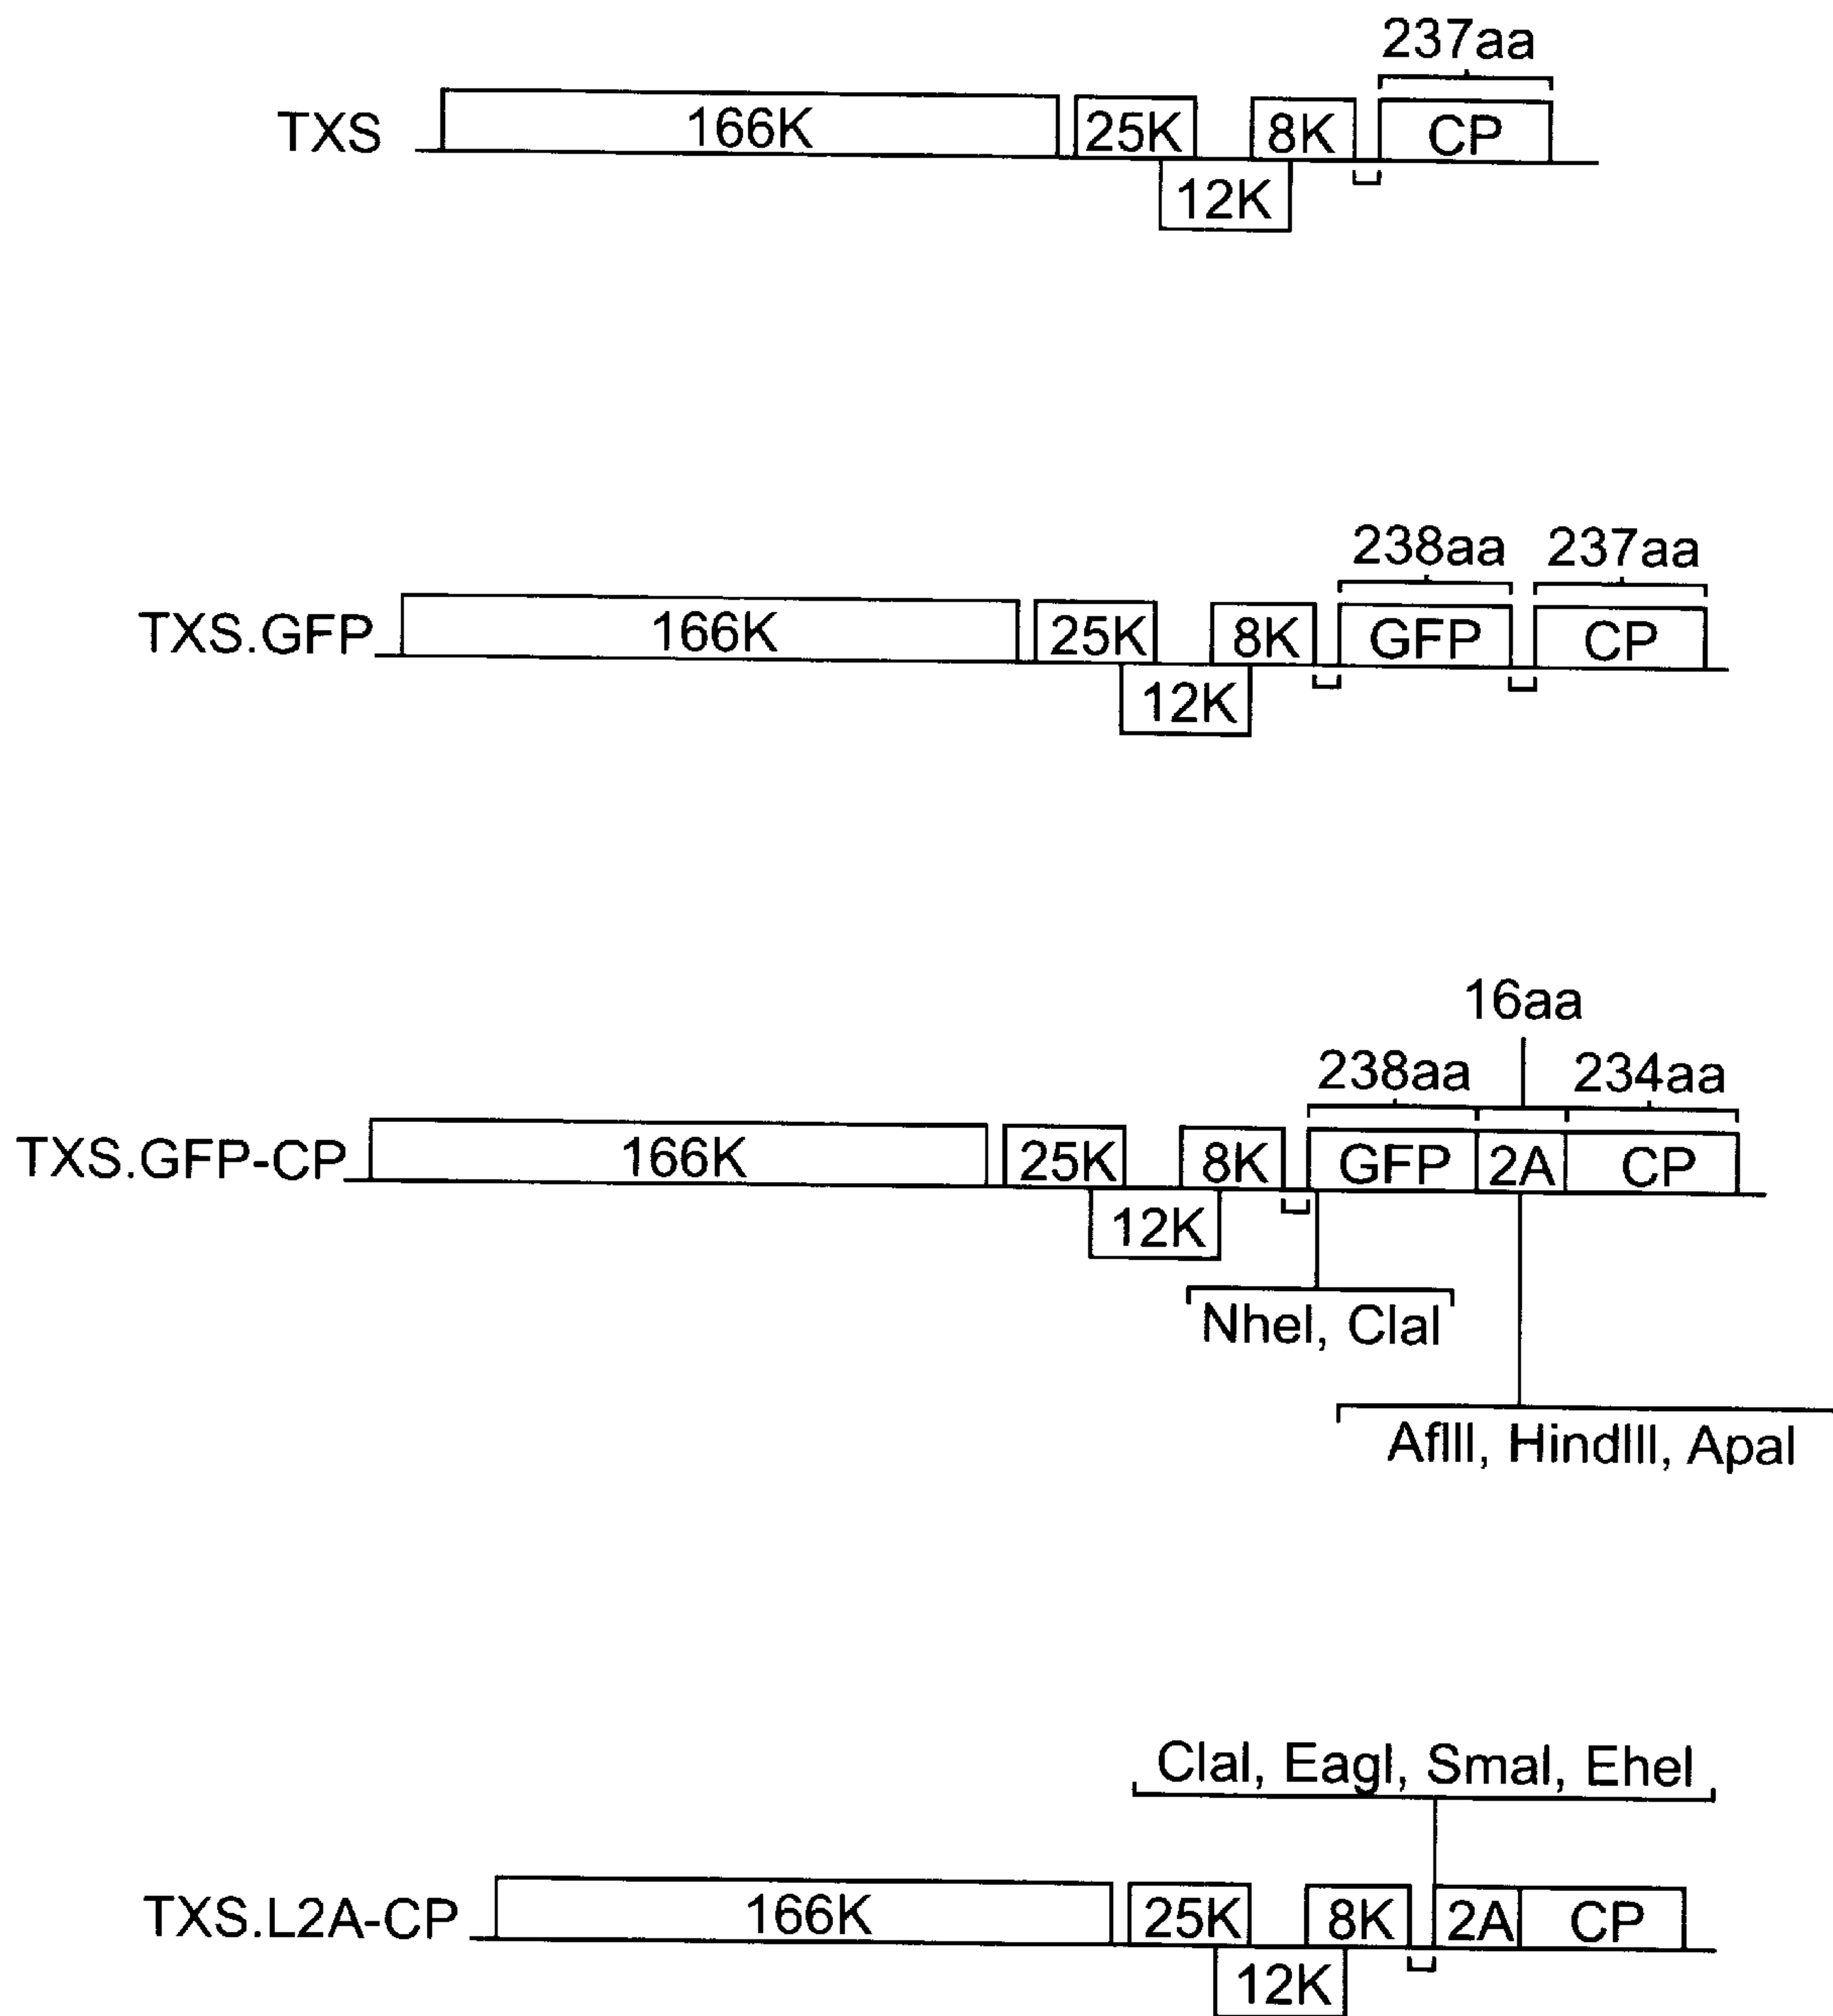 237aa
TXS 166K 25K 8K CP
12K
238aa 237aa
TXS.GFP 166K 25K 8K GFP CP
12K
16aa
238aa 234aa
TXS.GFP-CP 166K 25K 8K GFP 2A CP
12K
NheI, ClaI
AflII, HindIII, ApaI
ClaI, EagI, SmaI, EheI
TXS.L2A-CP 166K 25K 8K 2A CP
12K